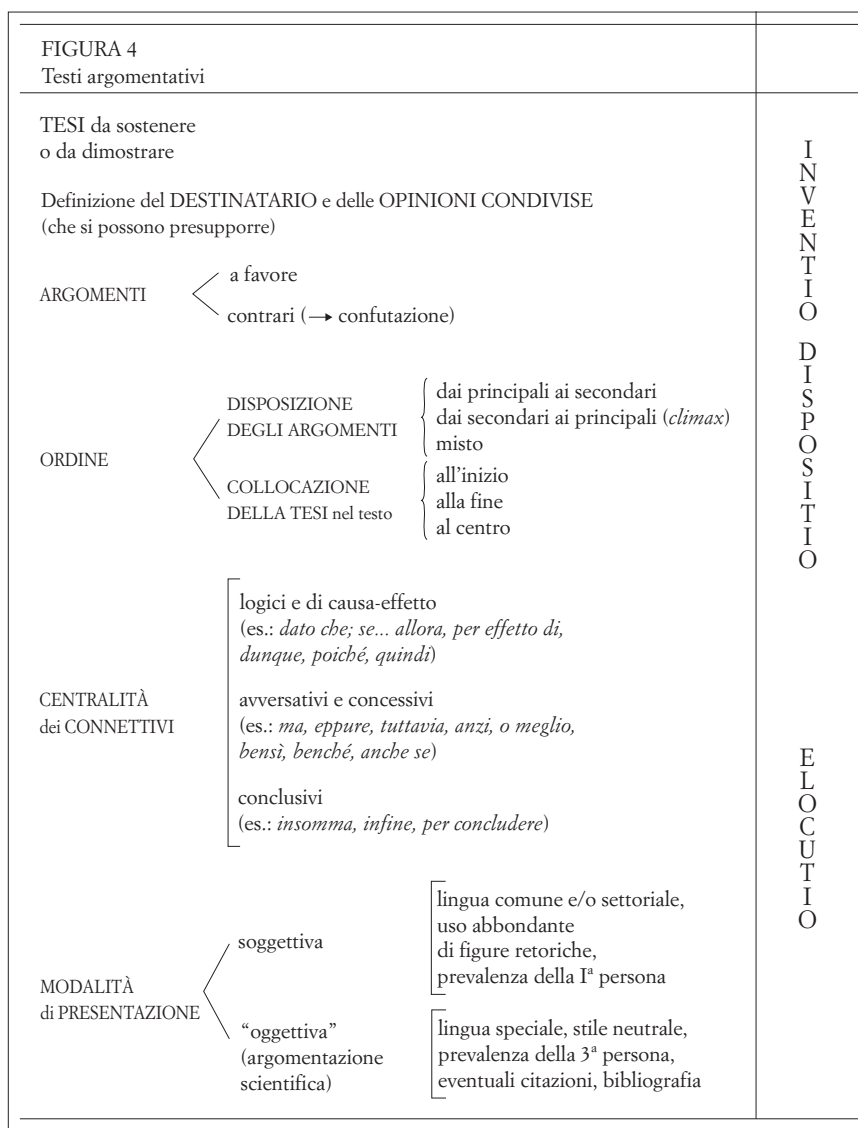 FIGURA 4
Testi argomentativi
TESI da sostenere
o da dimostrare
Definizione del DESTINATARIO e delle OPINIONI CONDIVISE
(che si possono presupporre)
ARGOMENTI
a favore
contrari (→ confutazione)
ORDINE
DISPOSIZIONE
DEGLI ARGOMENTI
dai principali ai secondari
dai secondari ai principali (climax)
misto
COLLOCAZIONE
DELLA TESI nel testo
all'inizio
alla fine
al centro
CENTRALITÀ
dei CONNETTIVI
logici e di causa-effetto
(es.: dato che; se... allora, per effetto di,
dunque, poiché, quindi)
avversativi e concessivi
(es.: ma, eppure, tuttavia, anzi, o meglio,
bensì, benché, anche se)
conclusivi
(es.: insomma, infine, per concludere)
MODALITÀ
di PRESENTAZIONE
soggettiva
lingua comune e/o settoriale,
uso abbondante
di figure retoriche,
prevalenza della Iª persona
“oggettiva”
(argomentazione
scientifica)
lingua speciale, stile neutrale,
prevalenza della 3ª persona,
eventuali citazioni, bibliografia
INVENTIO
DISPOSITIO
ELOCUTIO